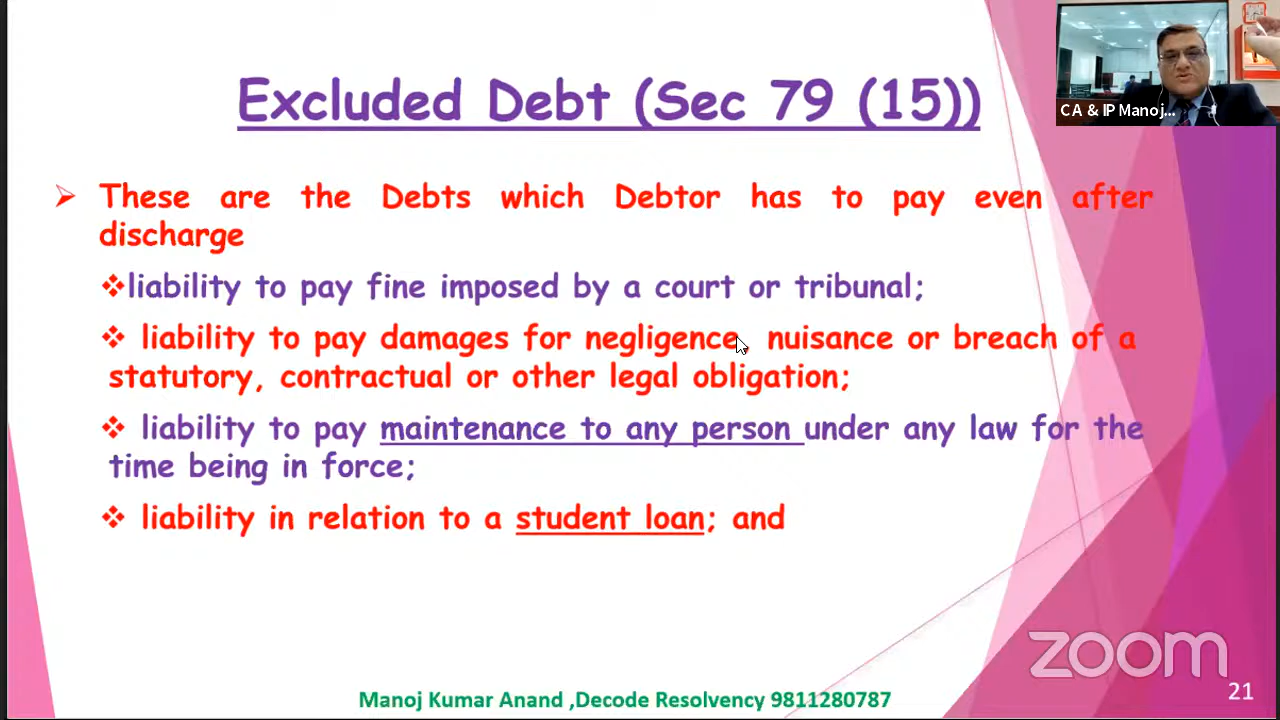 CA & IP Manoj...
Excluded Debt (Sec 79 (15))
These are the Debts which Debtor has to pay even after
discharge
liability to pay fine imposed by a court or tribunal;
liability to pay damages for negligence, nuisance or breach of a
statutory, contractual or other legal obligation;
liability to pay maintenance to any person under any law for the
time being in force;
liability in relation to a student loan; and
zoom
Manoj Kumar Anand ,Decode Resolvency 9811280787
21